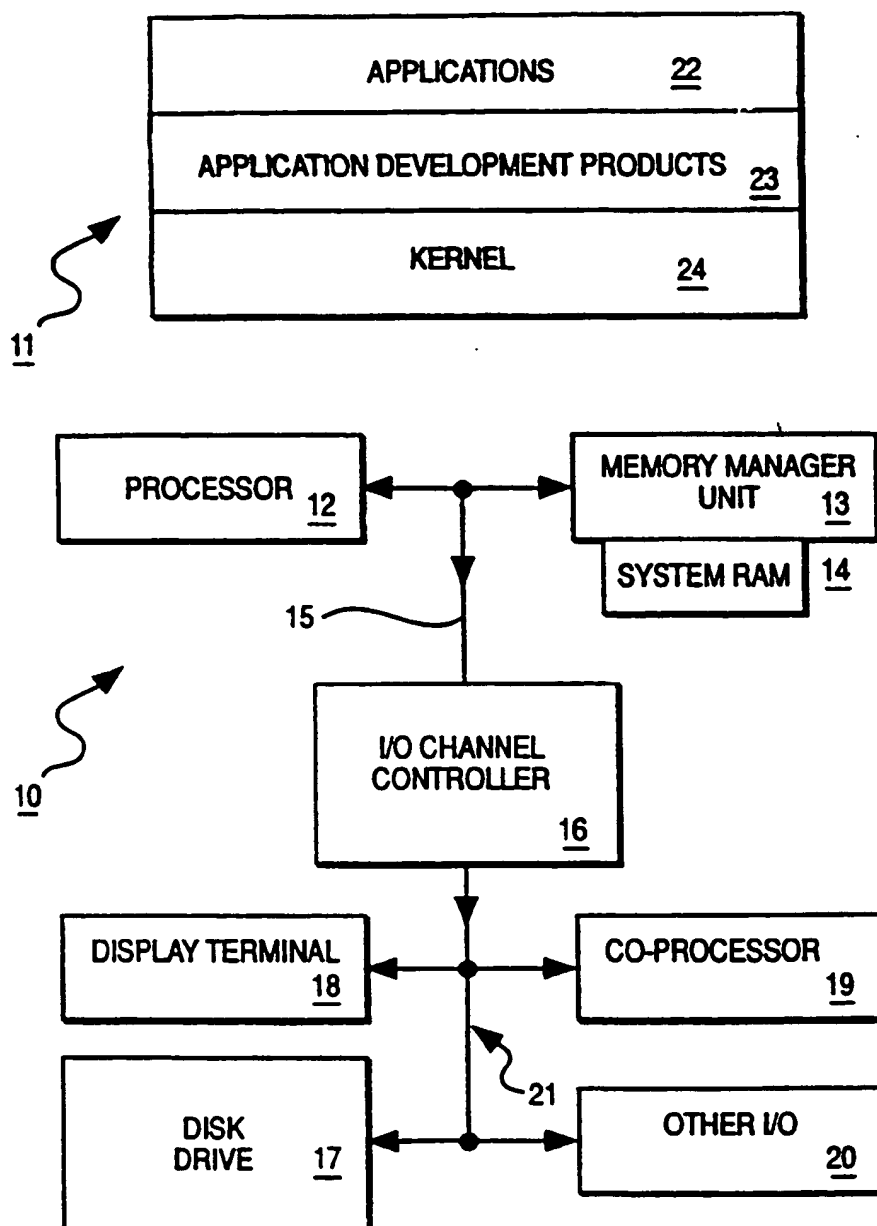 APPLICATIONS 22
APPLICATION DEVELOPMENT PRODUCTS 23
KERNEL 24
11
PROCESSOR 12
MEMORY MANAGER
UNIT 13
SYSTEM RAM 14
15
I/O CHANNEL
CONTROLLER
16
10
DISPLAY TERMINAL
18
CO-PROCESSOR
19
21
DISK
DRIVE 17
OTHER I/O
20